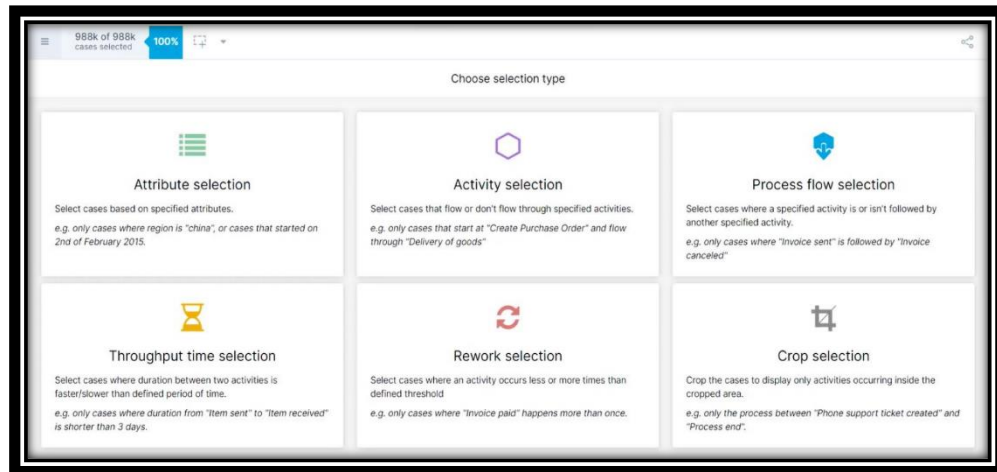 988k of 988k
cases selected
100%
Choose selection type
Attribute selection
Select cases based on specified attributes.
e.g. only cases where region is "china", or cases that started on
2nd of February 2015.
Activity selection
Select cases that flow or don't flow through specified activities.
e.g. only cases that start at "Create Purchase Order" and flow
through "Delivery of goods"
Process flow selection
Select cases where a specified activity is or isn't followed by
another specified activity.
e.g. only cases where "Invoice sent" is followed by "Invoice
canceled"
Throughput time selection
Select cases where duration between two activities is
faster/slower than defined period of time.
e.g. only cases where duration from "Item sent" to "Item received"
is shorter than 3 days.
Rework selection
Select cases where an activity occurs less or more times than
defined threshold
e.g. only cases where "Invoice paid" happens more than once.
Crop selection
Crop the cases to display only activities occurring inside the
cropped area.
e.g. only the process between "Phone support ticket created" and
"Process end".